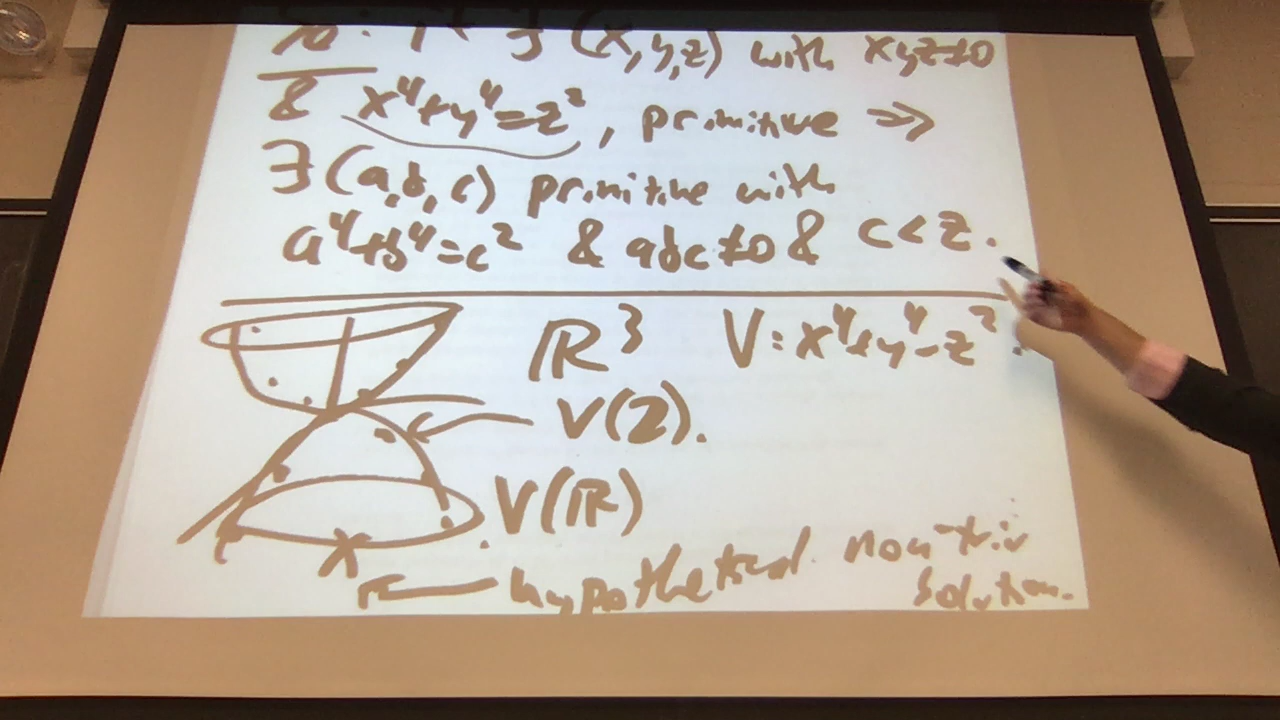 ∃ (x,y,z) with xyz≠0
& x⁴+y⁴=z², primitive ⇒
∃ (a,b,c) primitive with
a⁴+b⁴=c² & abc≠0 & c<z.
ℝ³ V: x⁴+y⁴-z²
V(ℤ).
V(ℝ)
hypothetical non-triv
solution.